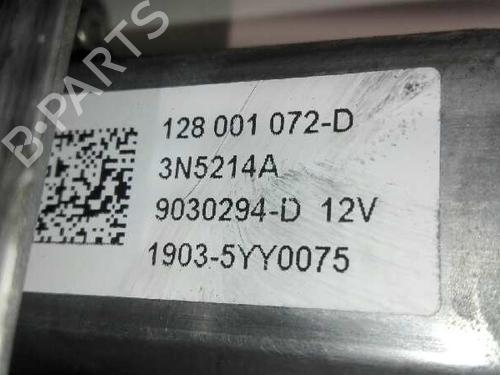 128 001 072-D
3N5214A
9030294-D 12V
1903-5YY0075
B-PARTS